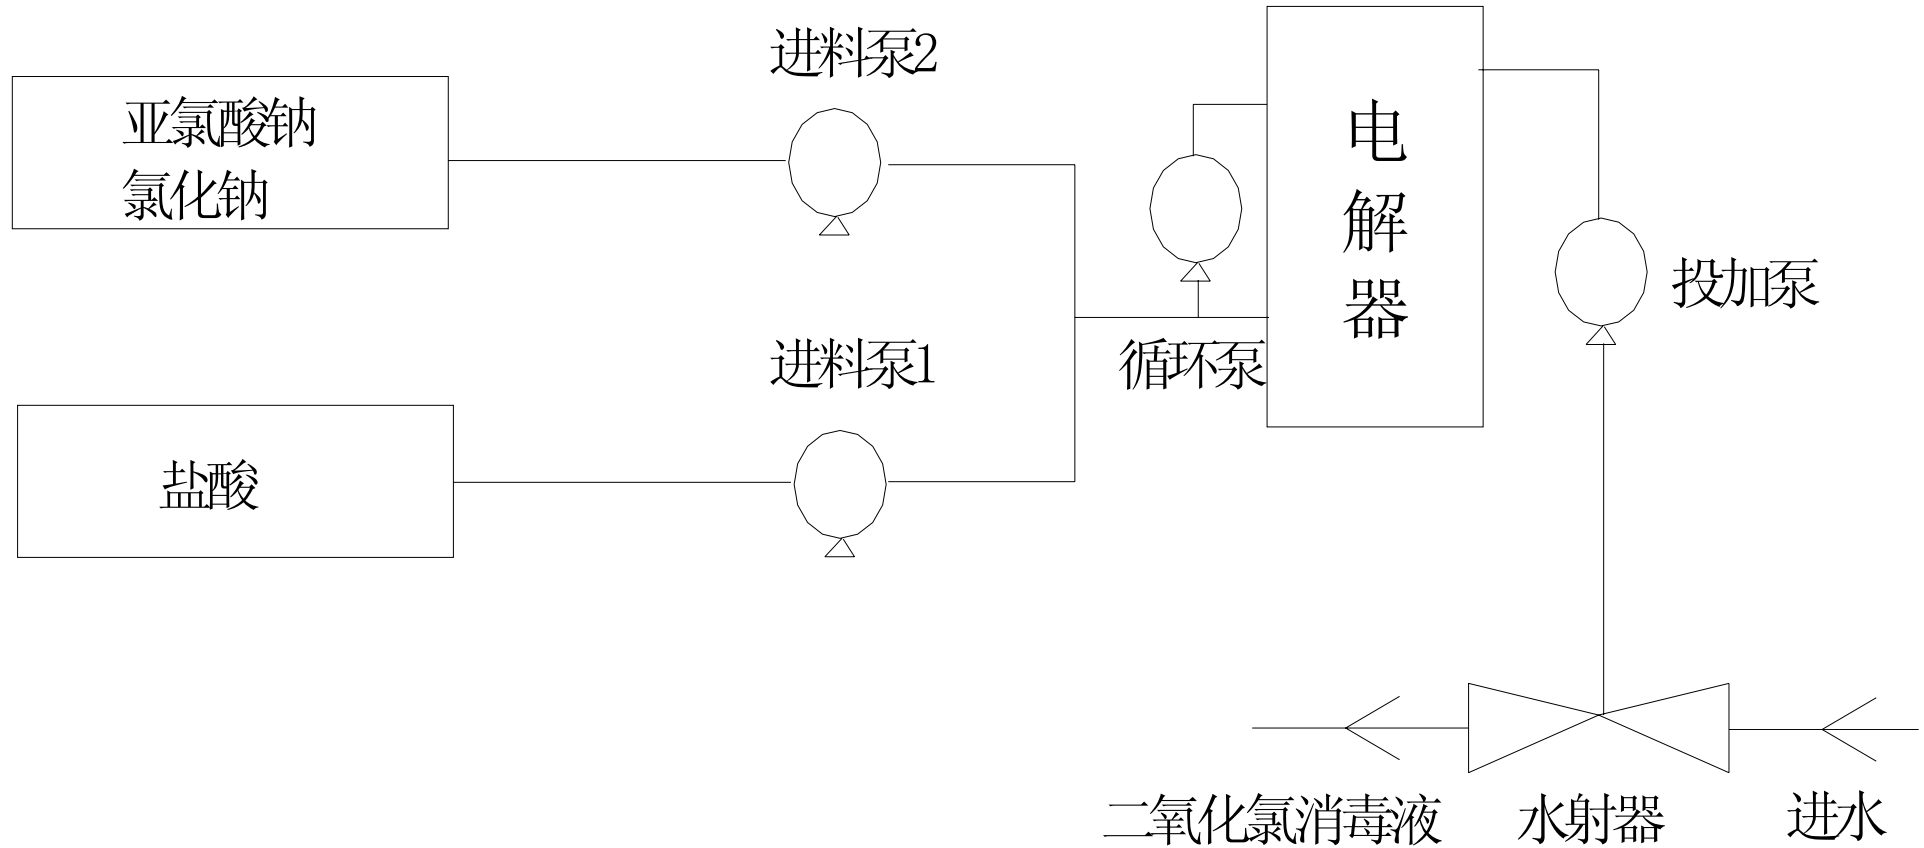 进料泵2
亚氯酸钠
氯化钠
电解器
投加泵
进料泵1
循环泵
盐酸
二氧化氯消毒液
水射器
进水